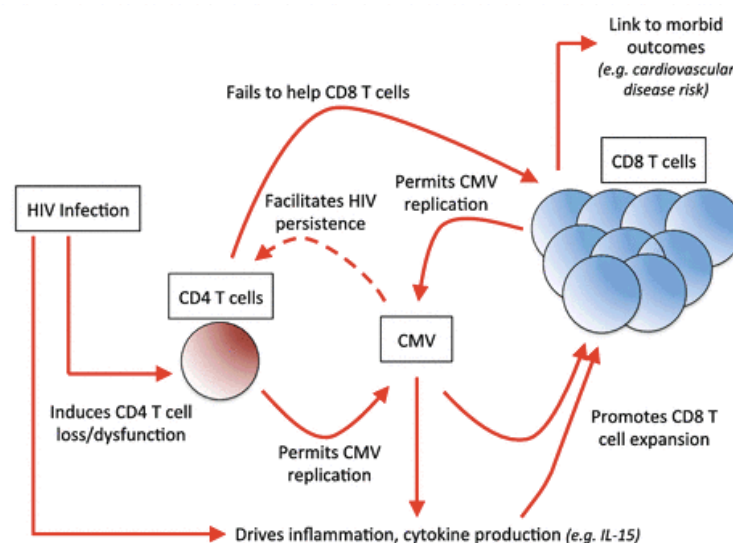 Link to morbid
outcomes
(e.g. cardiovascular
disease risk)
Fails to help CD8 T cells
CD8 T cells
Permits CMV
replication
HIV Infection
Facilitates HIV
persistence
CD4 T cells
CMV
Induces CD4 T cell
loss/dysfunction
Permits CMV
replication
Promotes CD8 T
cell expansion
Drives inflammation, cytokine production (e.g. IL-15)